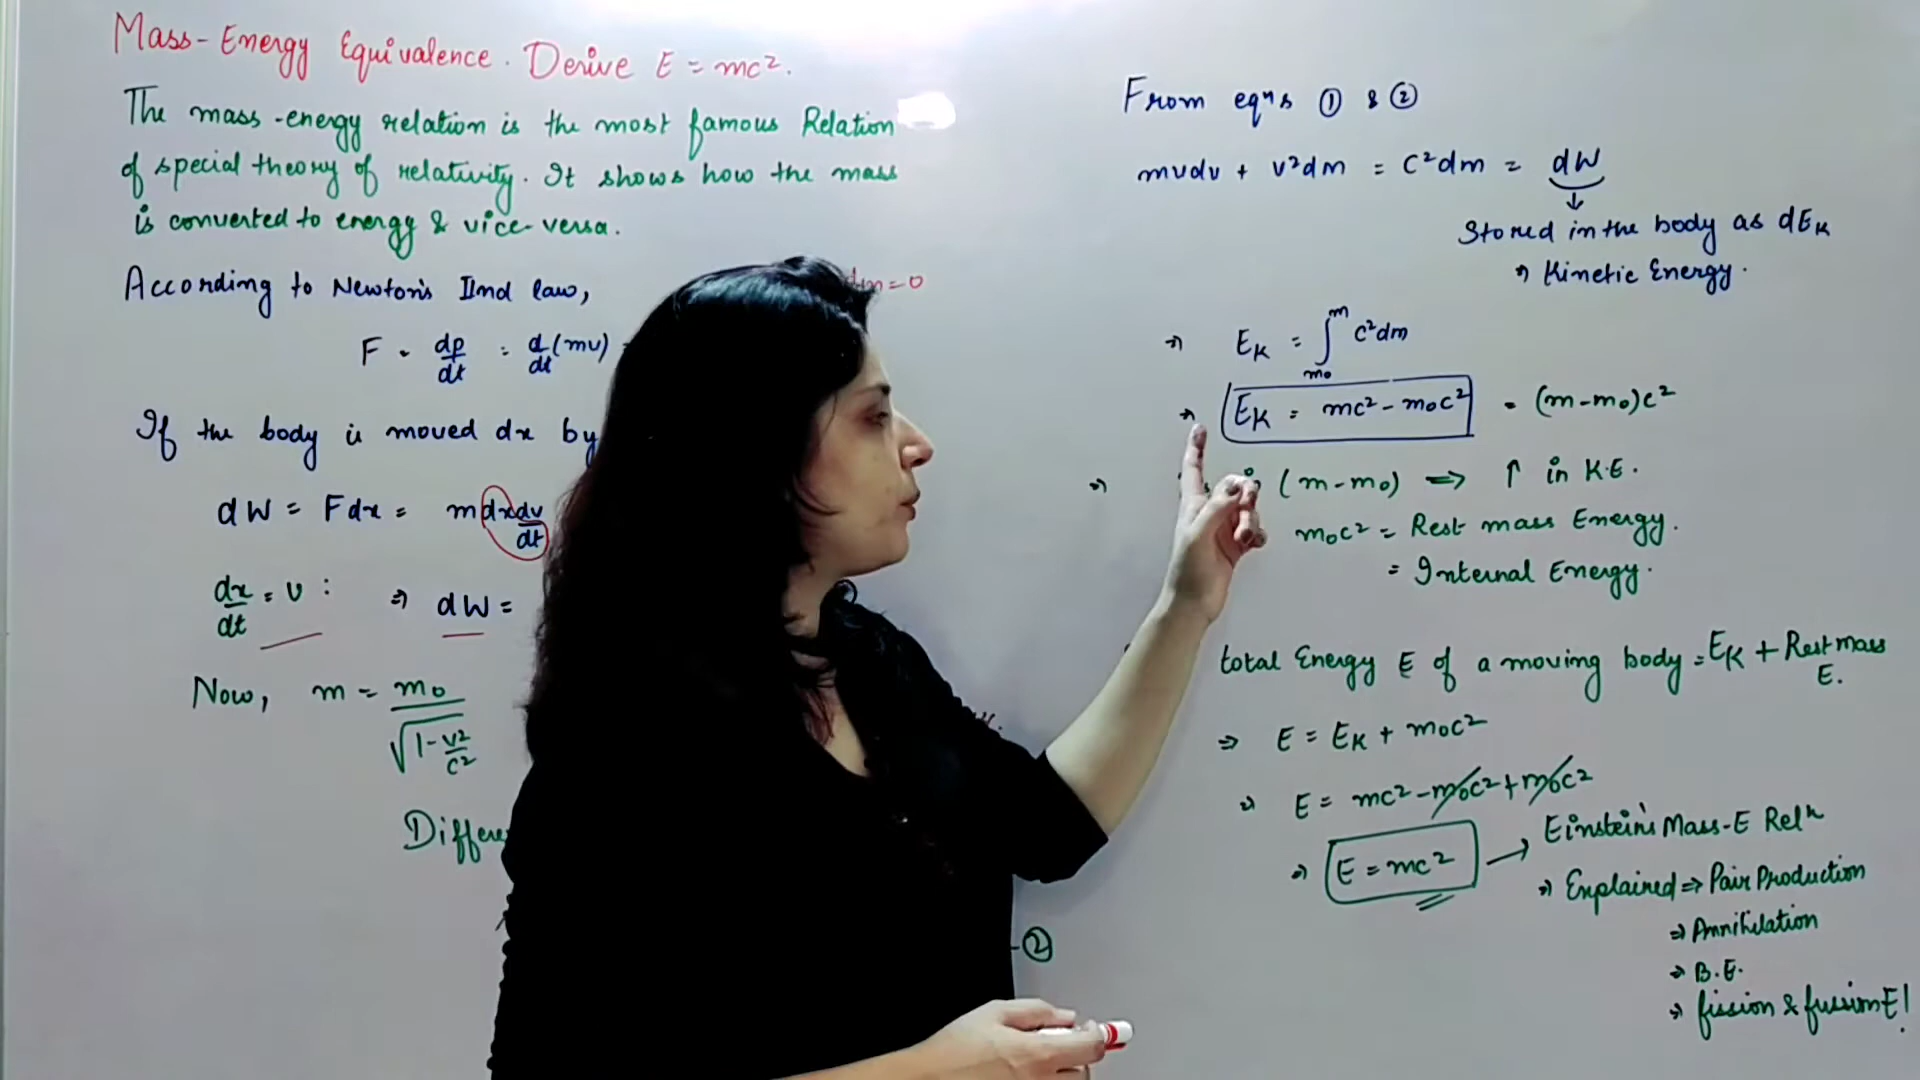 Mass-Energy Equivalence. Derive E = mc².
The mass-energy relation is the most famous Relation
of special theory of relativity. It shows how the mass
is converted to energy & vice-versa.
According to Newton's IInd law,
dm=0
F = dp/dt = d/dt (mv)
If the body is moved dx by
dW = Fdx = mdxdv/dt
dx/dt = v : ⇒ dW =
Now, m = m₀/√(1-v²/c²)
②
From eqⁿs ① & ②
mvdv + v²dm = c²dm = dW
↓
Stored in the body as dEK
⇒ Kinetic Energy.
⇒ EK = ∫ₘ₀ᵐ c²dm
⇒ EK = mc² - m₀c² = (m-m₀)c²
⇒ (m-m₀) ⇒ ↑ in K.E.
m₀c² = Rest mass Energy.
= Internal Energy.
total Energy E of a moving body = EK + Rest mass
E.
⇒ E = EK + m₀c²
⇒ E = mc² - m₀c² + m₀c²
⇒ E = mc² → Einstein's Mass-E Relⁿ
⇒ Explained ⇒ Pair Production
⇒ Annihilation
⇒ B.E.
⇒ fission & fusion E!